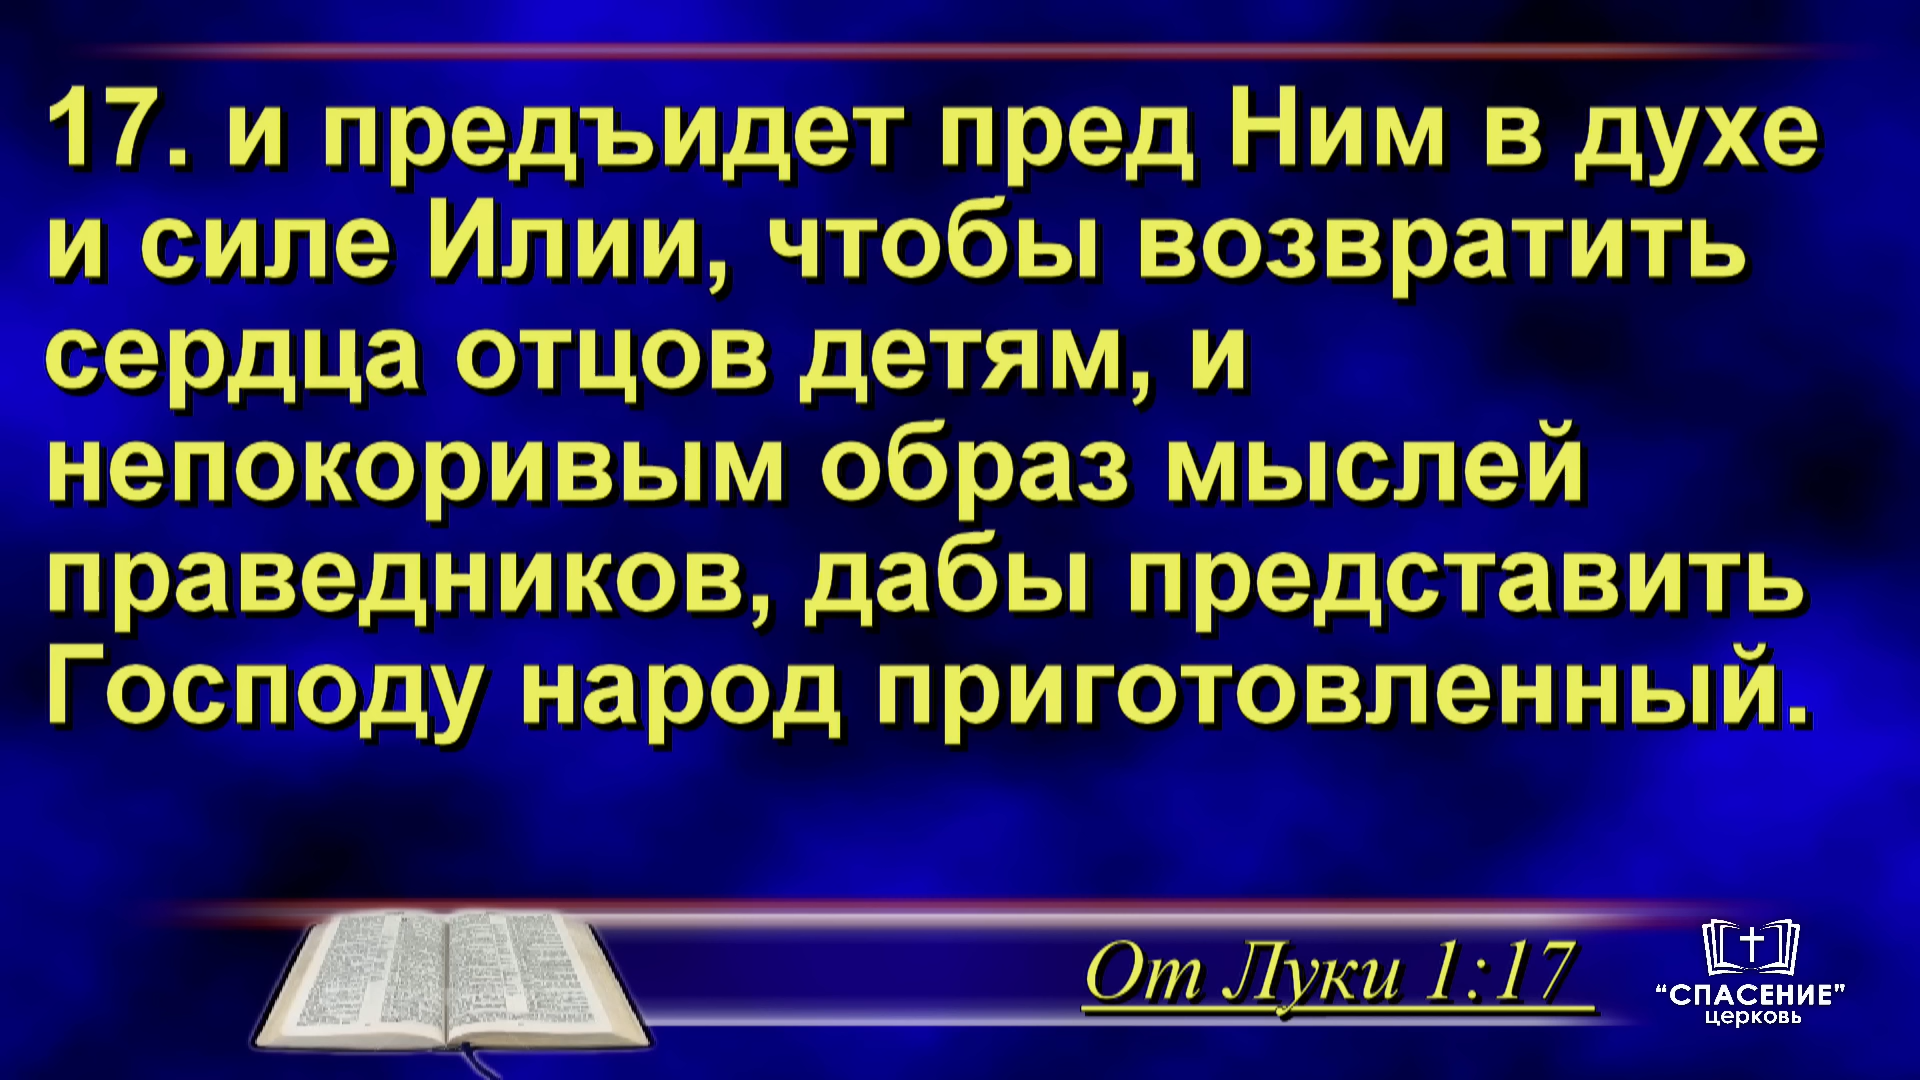 17. и предъидет пред Ним в духе
и силе Илии, чтобы возвратить
сердца отцов детям, и
непокоривым образ мыслей
праведников, дабы представить
Господу народ приготовленный.
От Луки 1:17
“СПАСЕНИЕ”
церковь